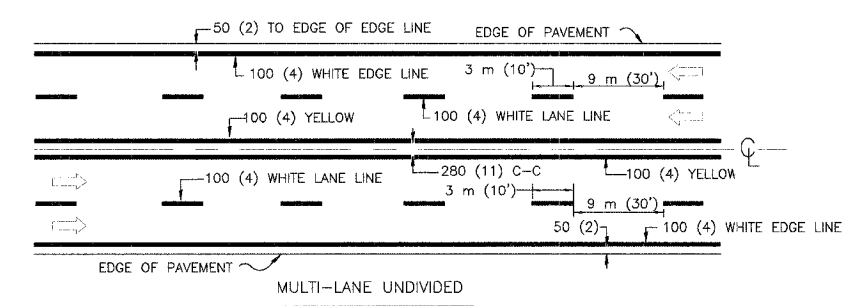 50 (2) TO EDGE OF EDGE LINE
EDGE OF PAVEMENT
100 (4) WHITE EDGE LINE
3 m (10')
9 m (30')
100 (4) YELLOW
100 (4) WHITE LANE LINE
℄
100 (4) WHITE LANE LINE
280 (11) C-C
100 (4) YELLOW
3 m (10')
9 m (30')
50 (2)
100 (4) WHITE EDGE LINE
EDGE OF PAVEMENT
MULTI-LANE UNDIVIDED